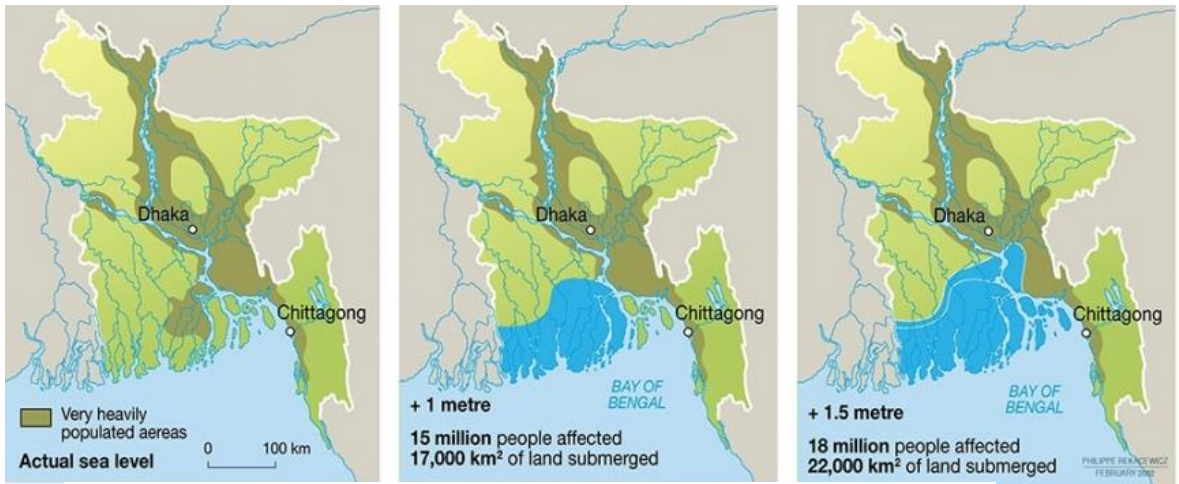 Dhaka
Chittagong
Very heavily
populated aereas
0 100 km
Actual sea level
Dhaka
Chittagong
BAY OF
BENGAL
+ 1 metre
15 million people affected
17,000 km² of land submerged
Dhaka
Chittagong
BAY OF
BENGAL
+ 1.5 metre
18 million people affected
22,000 km² of land submerged
PHILIPPE REKACEWICZ
FEBRUARY 2002